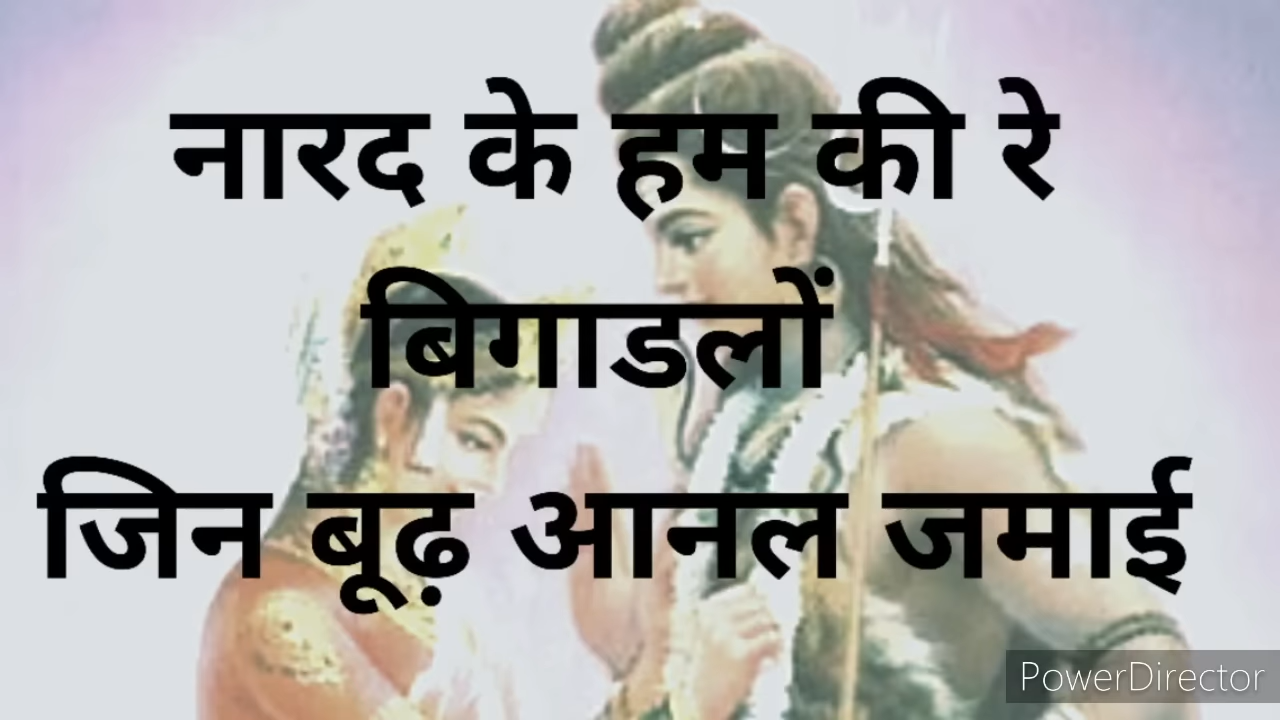 नारद के हम की रे
बिगाडलों
जिन बूढ़ आनल जमाई
PowerDirector